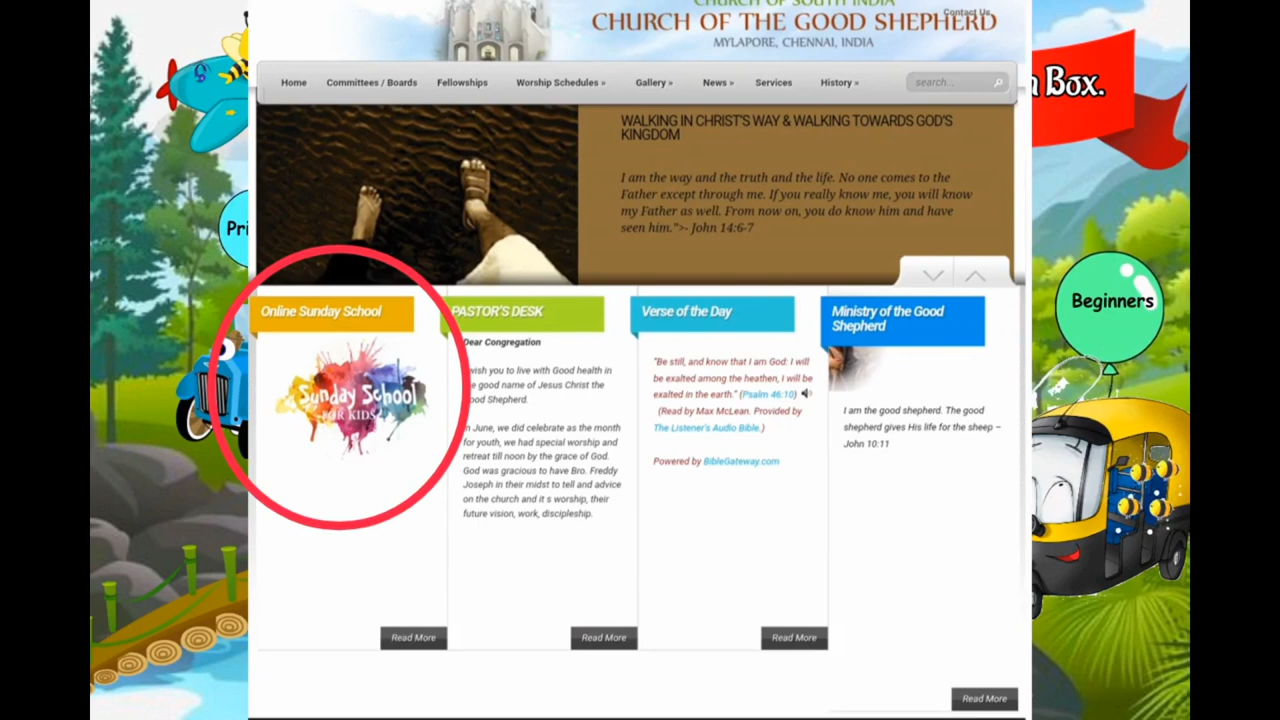 CHURCH OF SOUTH INDIA
Contact Us
CHURCH OF THE GOOD SHEPHERD
MYLAPORE, CHENNAI, INDIA
Home Committees / Boards Fellowships Worship Schedules » Gallery » News » Services History » search...
Box.
WALKING IN CHRIST'S WAY & WALKING TOWARDS GOD'S
KINGDOM
I am the way and the truth and the life. No one comes to the
Father except through me. If you really know me, you will know
my Father as well. From now on, you do know him and have
seen him.">- John 14:6-7
Pri
Beginners
Online Sunday School
Sunday School
FOR KIDS
Read More
PASTOR'S DESK
Dear Congregation
wish you to live with Good health in
e good name of Jesus Christ the
ood Shepherd.
n June, we did celebrate as the month
for youth, we had special worship and
retreat till noon by the grace of God.
God was gracious to have Bro. Freddy
Joseph in their midst to tell and advice
on the church and it s worship, their
future vision, work, discipleship.
Read More
Verse of the Day
"Be still, and know that I am God: I will
be exalted among the heathen, I will be
exalted in the earth." (Psalm 46:10)
(Read by Max McLean. Provided by
The Listener's Audio Bible.)
Powered by BibleGateway.com
Read More
Ministry of the Good
Shepherd
I am the good shepherd. The good
shepherd gives His life for the sheep –
John 10:11
Read More